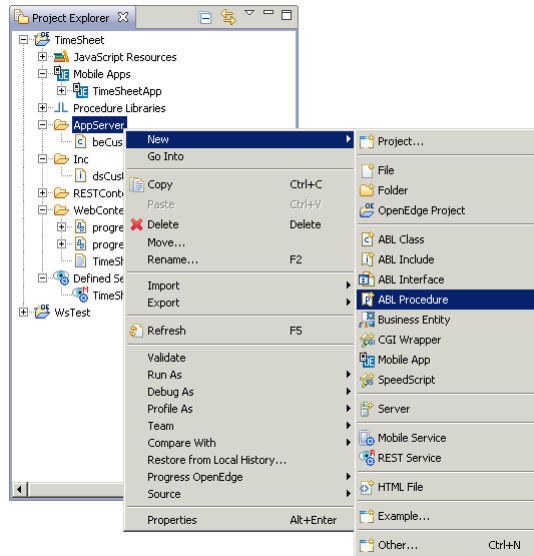 Project Explorer
TimeSheet
JavaScript Resources
Mobile Apps
TimeSheetApp
Procedure Libraries
AppServer
beCus
Inc
dsCus
RESTConte
WebConte
progre
progre
TimeSh
Defined Se
TimeSh
WsTest
New
Go Into
Copy Ctrl+C
Paste Ctrl+V
Delete Delete
Move...
Rename... F2
Import
Export
Refresh F5
Validate
Run As
Debug As
Profile As
Team
Compare With
Restore from Local History...
Progress OpenEdge
Source
Properties Alt+Enter
Project...
File
Folder
OpenEdge Project
ABL Class
ABL Include
ABL Interface
ABL Procedure
Business Entity
CGI Wrapper
Mobile App
SpeedScript
Server
Mobile Service
REST Service
HTML File
Example...
Other... Ctrl+N